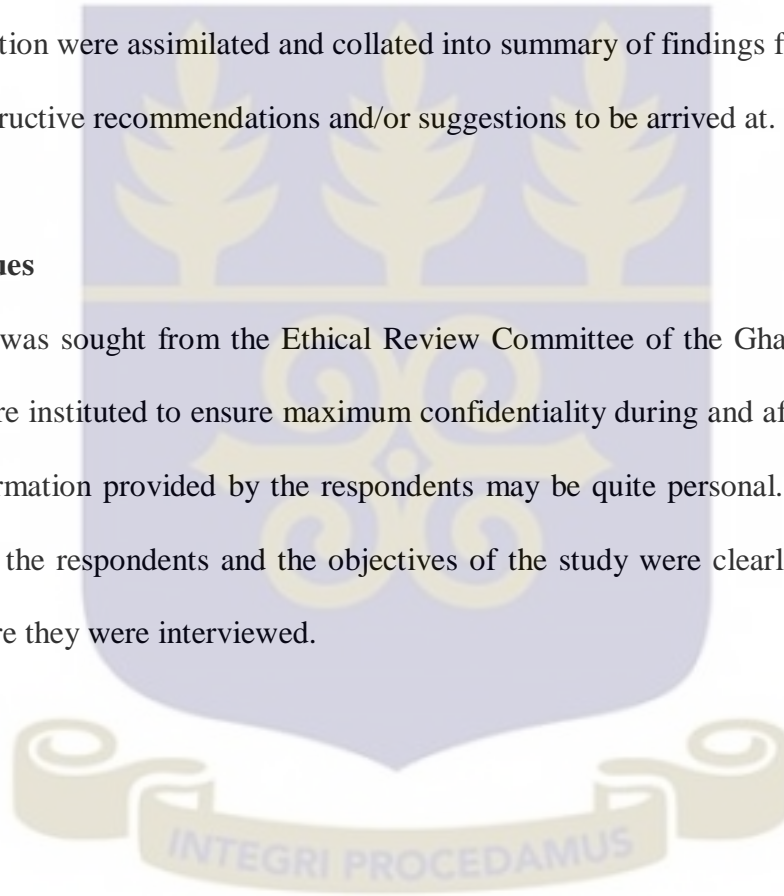 tion were assimilated and collated into summary of findings f
ructive recommendations and/or suggestions to be arrived at.
ues
was sought from the Ethical Review Committee of the Gha
re instituted to ensure maximum confidentiality during and af
rmation provided by the respondents may be quite personal.
the respondents and the objectives of the study were clearl
re they were interviewed.
INTEGRI PROCEDAMUS